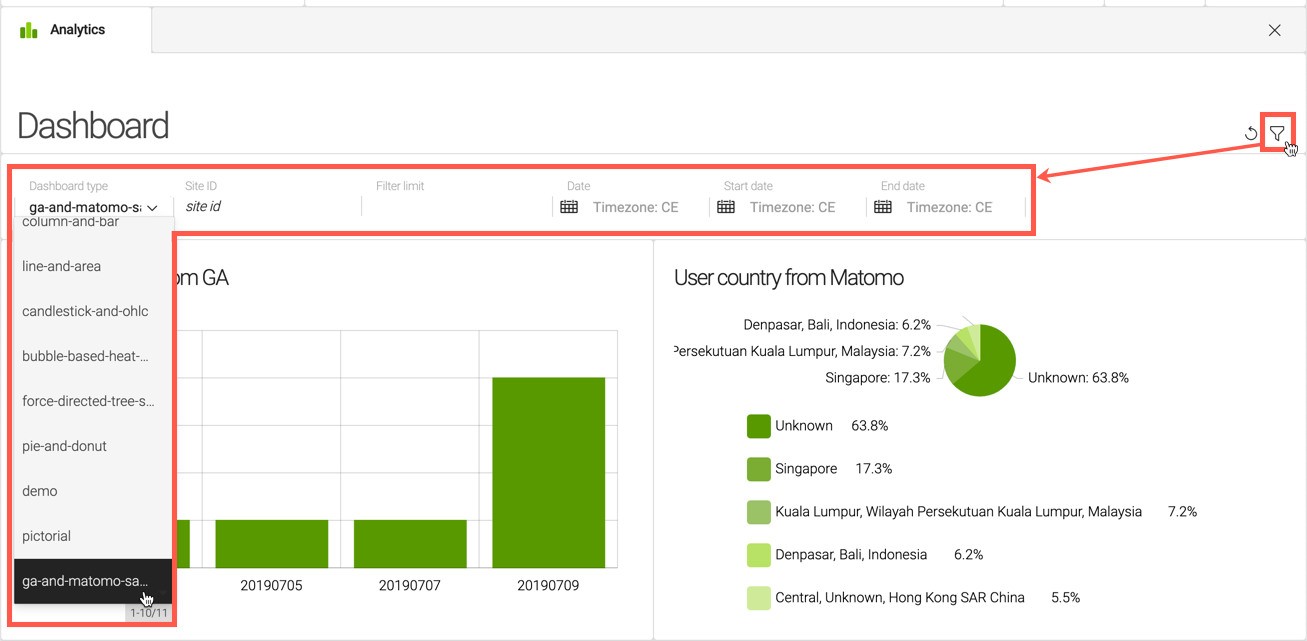 Analytics
Dashboard
Dashboard type
Site ID
Filter limit
Date
Start date
End date
ga-and-matomo-sa
site id
Timezone: CE
Timezone: CE
Timezone: CE
column-and-bar
line-and-area
candlestick-and-ohlc
bubble-based-heat-...
force-directed-tree-s...
pie-and-donut
demo
pictorial
ga-and-matomo-sa...
1-10/11
om GA
20190705
20190707
20190709
User country from Matomo
Denpasar, Bali, Indonesia: 6.2%
Persekutuan Kuala Lumpur, Malaysia: 7.2%
Singapore: 17.3%
Unknown: 63.8%
Unknown 63.8%
Singapore 17.3%
Kuala Lumpur, Wilayah Persekutuan Kuala Lumpur, Malaysia 7.2%
Denpasar, Bali, Indonesia 6.2%
Central, Unknown, Hong Kong SAR China 5.5%